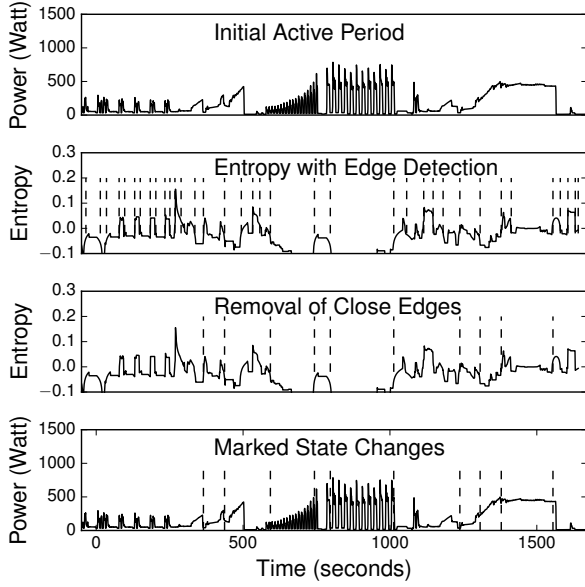 Initial Active Period
Power (Watt)
1500
1000
500
0
Entropy with Edge Detection
Entropy
0.3
0.2
0.1
0.0
−0.1
Removal of Close Edges
Entropy
0.3
0.2
0.1
0.0
−0.1
Marked State Changes
Power (Watt)
1500
1000
500
0
0 500 1000 1500
Time (seconds)